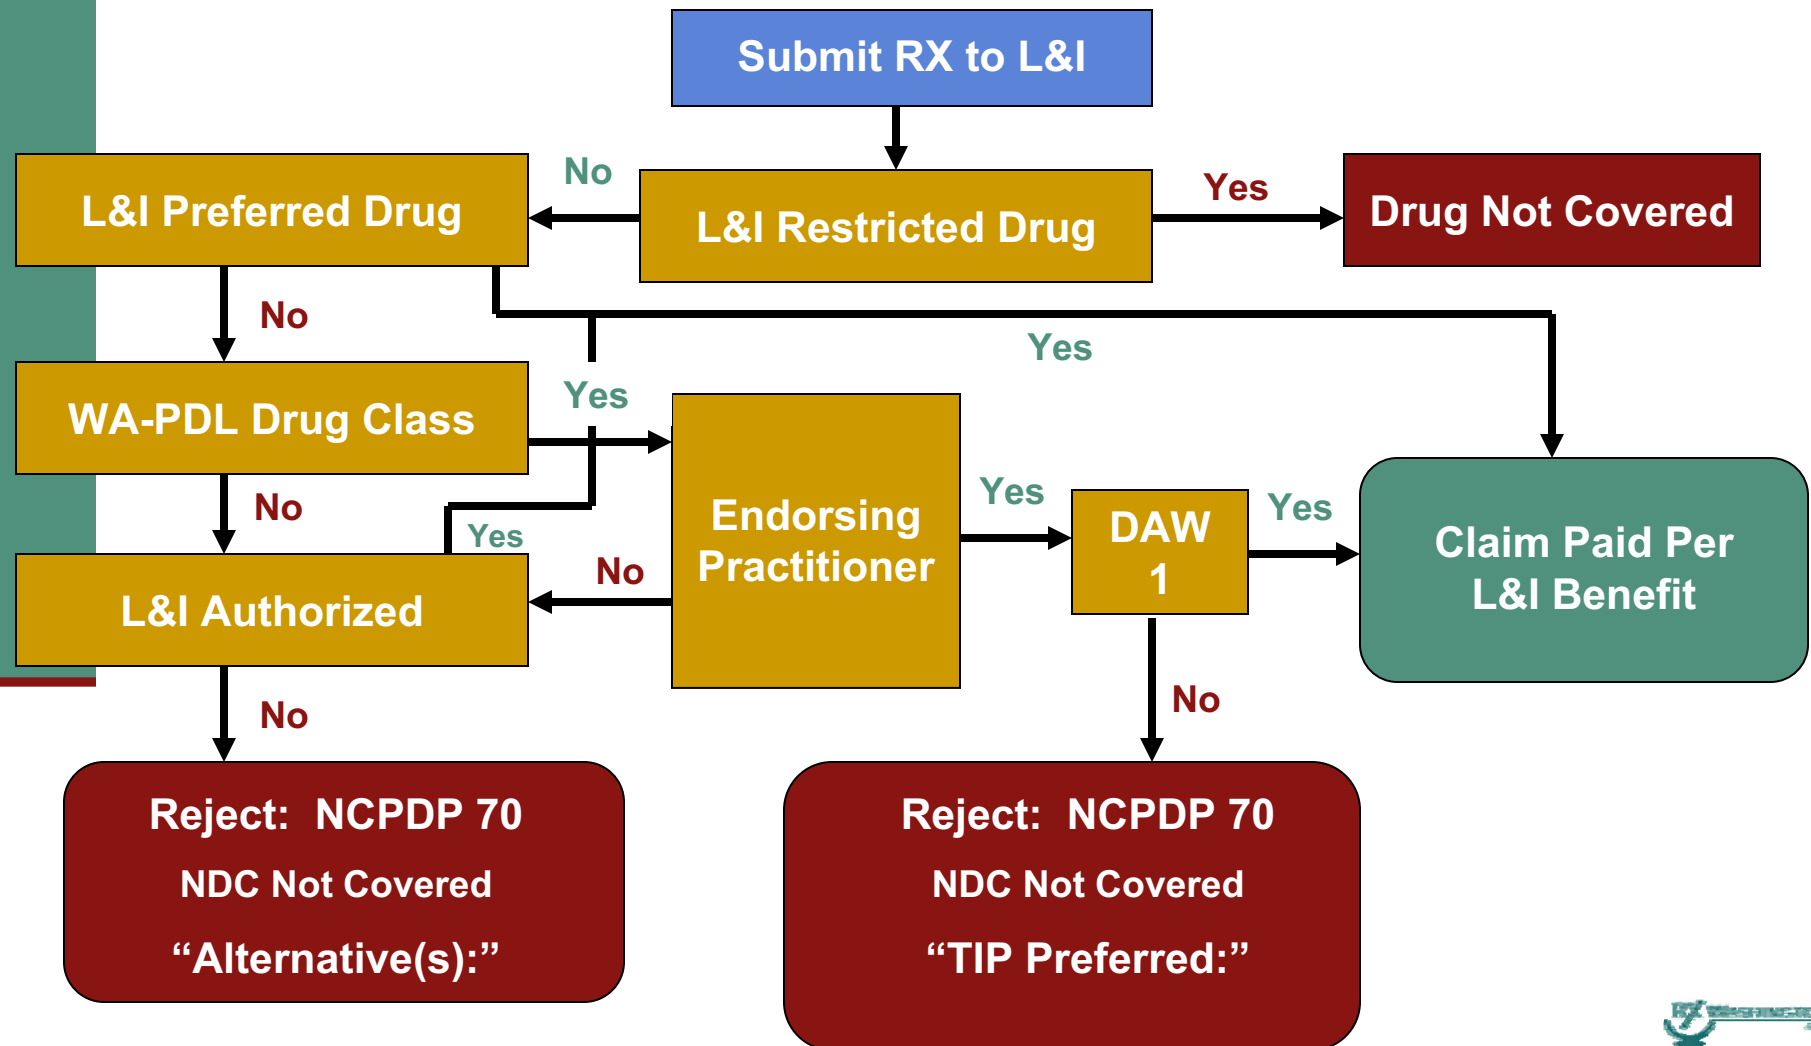 Submit RX to L&I
No
Yes
L&I Preferred Drug
L&I Restricted Drug
Drug Not Covered
No
Yes
WA-PDL Drug Class
Yes
No
Yes
Endorsing
Practitioner
Yes
DAW
1
Yes
Claim Paid Per
L&I Benefit
L&I Authorized
No
No
No
Reject: NCPDP 70
NDC Not Covered
“Alternative(s):”
Reject: NCPDP 70
NDC Not Covered
“TIP Preferred:”